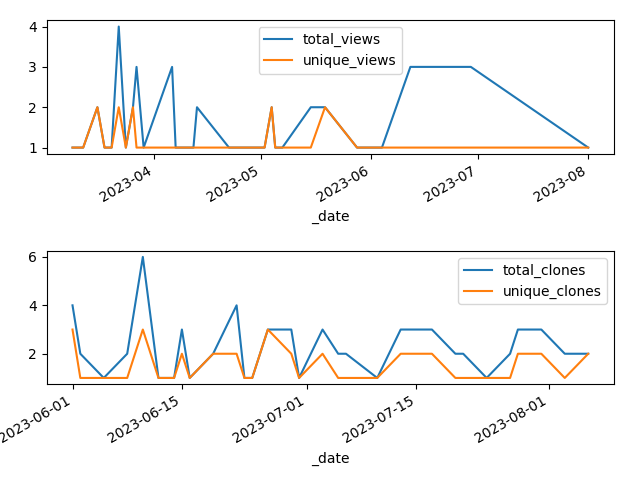 4
3
2
1
total_views
unique_views
2023-04
2023-05
2023-06
2023-07
2023-08
_date
6
4
2
total_clones
unique_clones
2023-06-01
2023-06-15
2023-07-01
2023-07-15
2023-08-01
_date